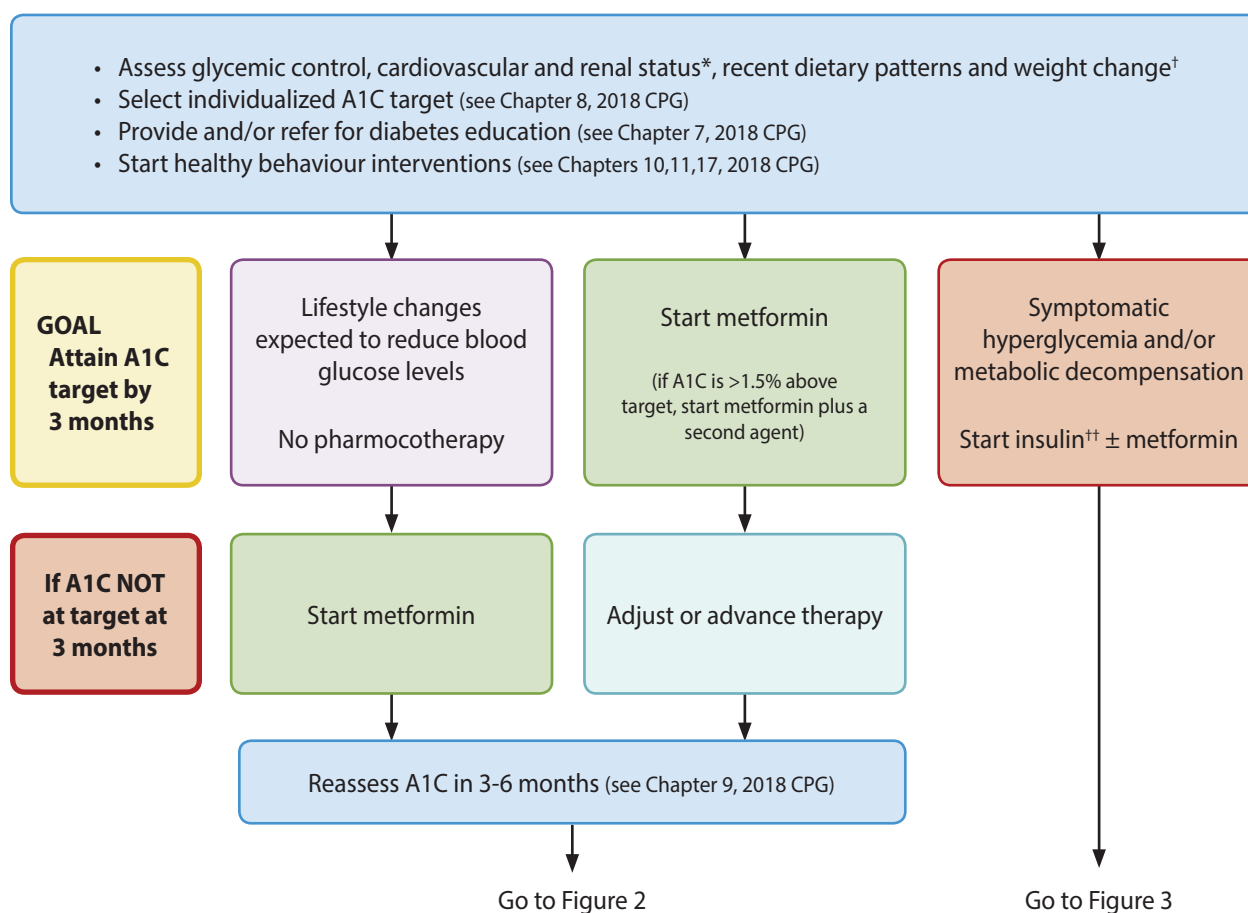 • Assess glycemic control, cardiovascular and renal status*, recent dietary patterns and weight change†
• Select individualized A1C target (see Chapter 8, 2018 CPG)
• Provide and/or refer for diabetes education (see Chapter 7, 2018 CPG)
• Start healthy behaviour interventions (see Chapters 10,11,17, 2018 CPG)
GOAL
Attain A1C
target by
3 months
Lifestyle changes
expected to reduce blood
glucose levels
No pharmocotherapy
Start metformin
(if A1C is >1.5% above
target, start metformin plus a
second agent)
Symptomatic
hyperglycemia and/or
metabolic decompensation
Start insulin†† ± metformin
If A1C NOT
at target at
3 months
Start metformin
Adjust or advance therapy
Reassess A1C in 3-6 months (see Chapter 9, 2018 CPG)
Go to Figure 2
Go to Figure 3